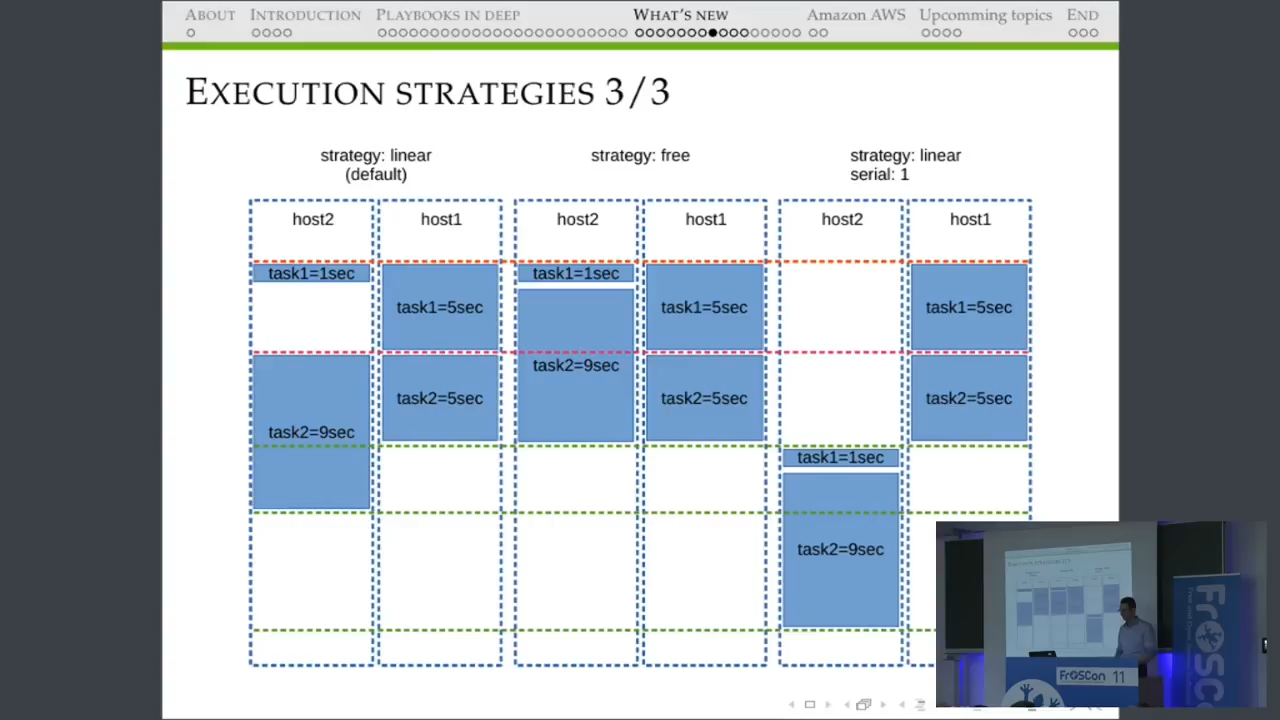 ABOUT INTRODUCTION PLAYBOOKS IN DEEP WHAT'S NEW Amazon AWS Upcomming topics END
EXECUTION STRATEGIES 3/3
strategy: linear
(default)
strategy: free
strategy: linear
serial: 1
host2 host1 host2 host1 host2 host1
task1=1sec task1=5sec task1=1sec task1=5sec task1=5sec
task2=9sec task2=5sec task2=9sec task2=5sec task2=5sec
task1=1sec
task2=9sec
EXECUTION STRATEGIES
FrOSCon 11
FrOSC